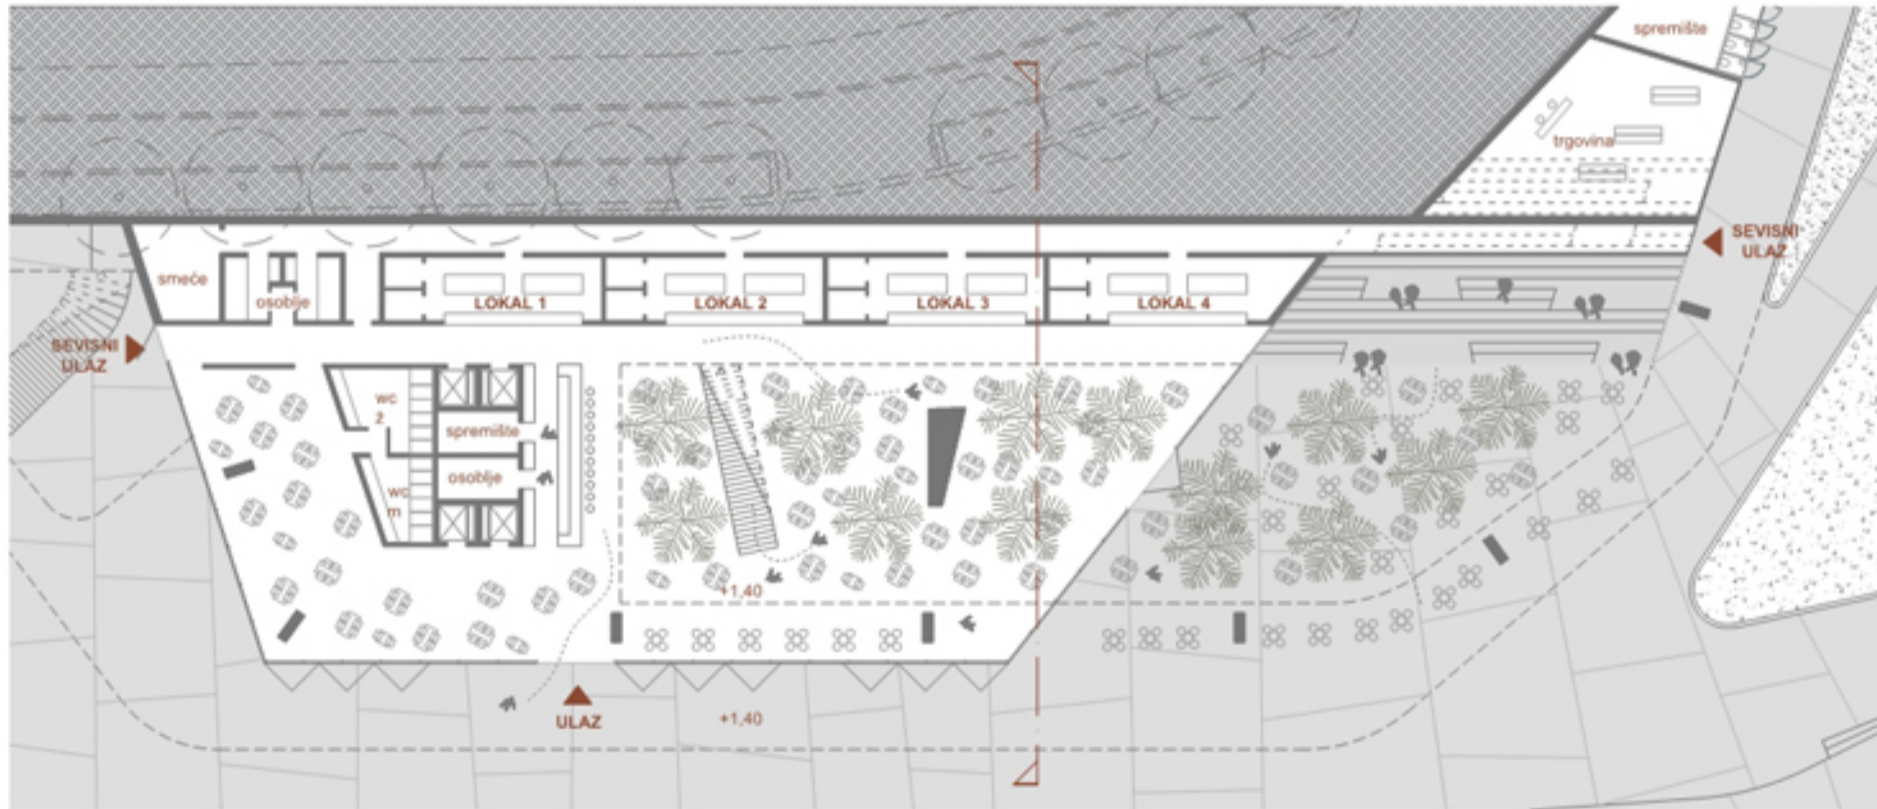 spremište
trgovina
SEVISNI
ULAZ
smeće
osoblje
LOKAL 1
LOKAL 2
LOKAL 3
LOKAL 4
SEVISNI
ULAZ
wc
ž
spremište
osoblje
wc
m
+1,40
ULAZ
+1,40